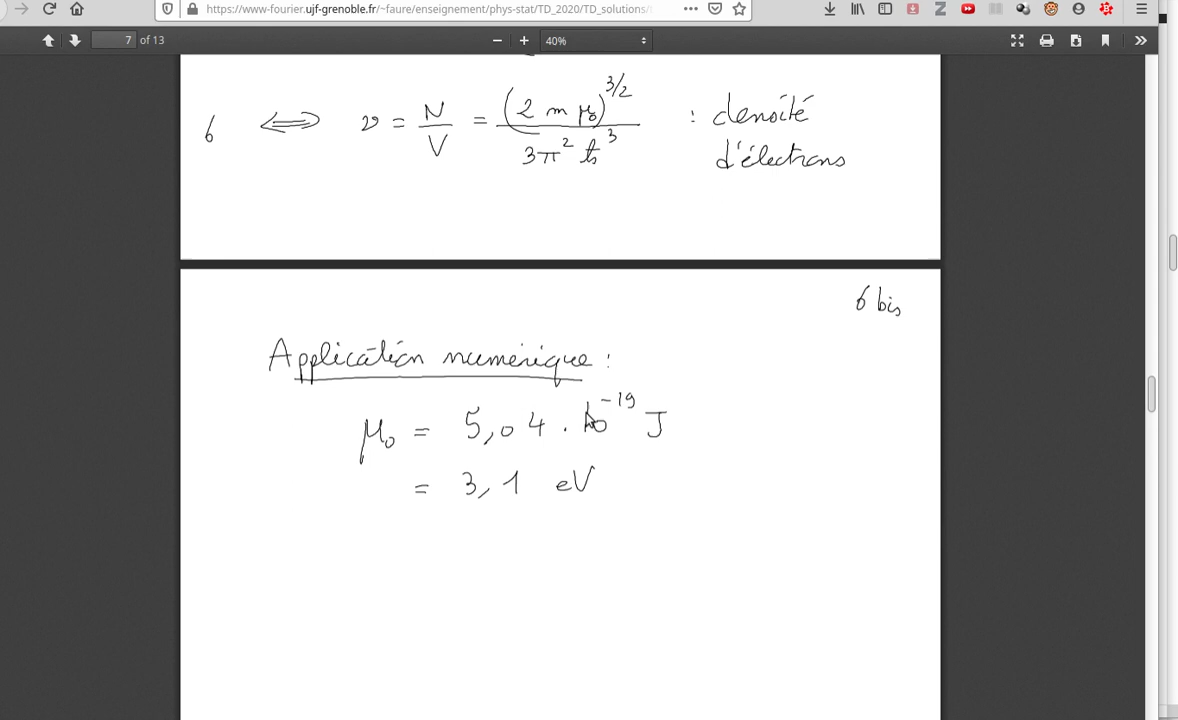 https://www-fourier.ujf-grenoble.fr/~faure/enseignement/phys-stat/TD_2020/TD_solutions/
7 of 13
40%
6 ⟺ ν = N/V = (2 m μ₀)^3/2 / 3π² ħ³ : densité
d'électrons
6 bis
Application numérique :
μ₀ = 5,04 . 10⁻¹⁹ J
= 3,1 eV